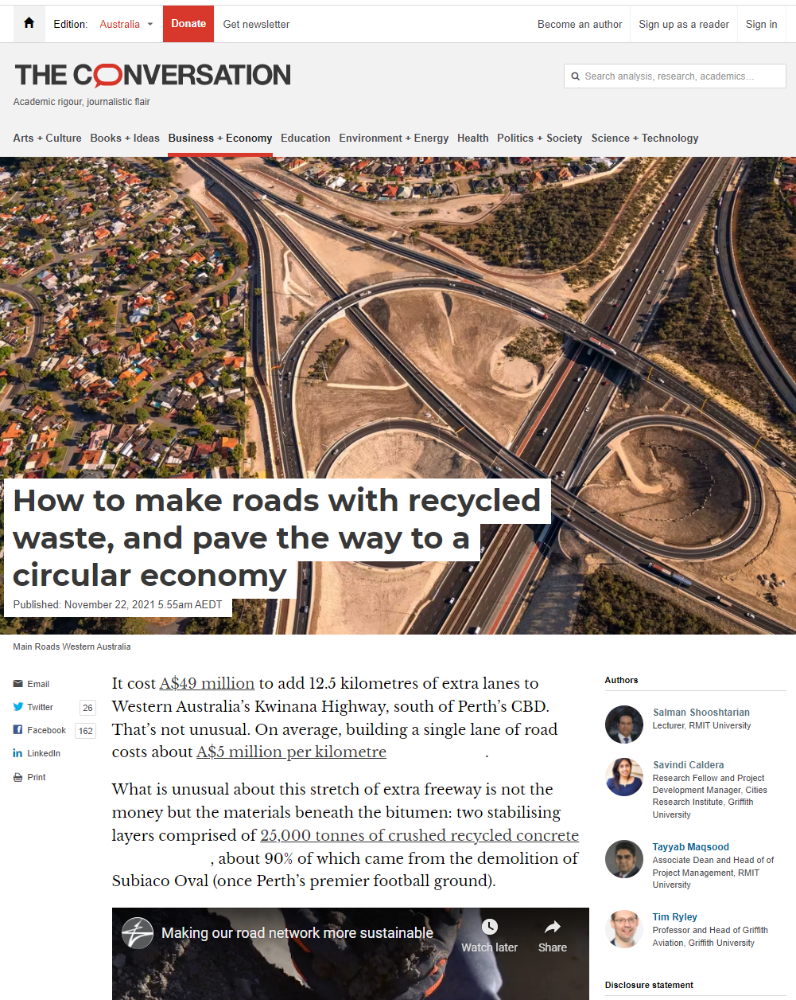 Edition: Australia Donate Get newsletter Become an author Sign up as a reader Sign in
THE CONVERSATION
Search analysis, research, academics…
Academic rigour, journalistic flair
Arts + Culture Books + Ideas Business + Economy Education Environment + Energy Health Politics + Society Science + Technology
How to make roads with recycled
waste, and pave the way to a
circular economy
Published: November 22, 2021 5.55am AEDT
Main Roads Western Australia
Email
Twitter 26
Facebook 162
LinkedIn
Print
It cost A$49 million to add 12.5 kilometres of extra lanes to
Western Australia’s Kwinana Highway, south of Perth’s CBD.
That’s not unusual. On average, building a single lane of road
costs about A$5 million per kilometre .
What is unusual about this stretch of extra freeway is not the
money but the materials beneath the bitumen: two stabilising
layers comprised of 25,000 tonnes of crushed recycled concrete
, about 90% of which came from the demolition of
Subiaco Oval (once Perth’s premier football ground).
Making our road network more sustainable
Watch later
Share
Authors
Salman Shooshtarian
Lecturer, RMIT University
Savindi Caldera
Research Fellow and Project
Development Manager, Cities
Research Institute, Griffith
University
Tayyab Maqsood
Associate Dean and Head of of
Project Management, RMIT
University
Tim Ryley
Professor and Head of Griffith
Aviation, Griffith University
Disclosure statement